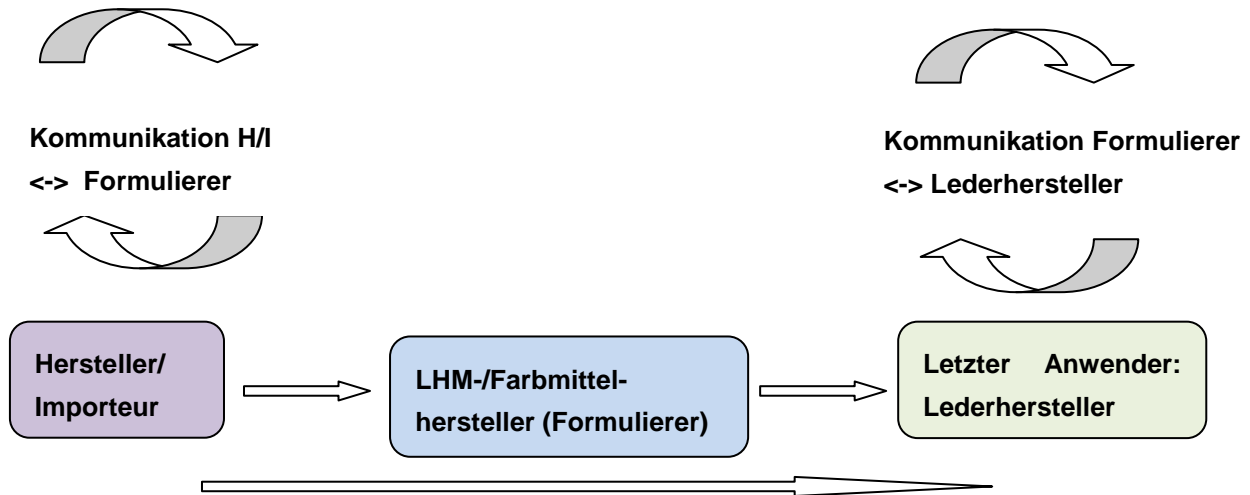 Kommunikation H/I
<-> Formulierer
Kommunikation Formulierer
<-> Lederhersteller
Hersteller/
Importeur
LHM-/Farbmittel-
hersteller (Formulierer)
Letzter Anwender:
Lederhersteller